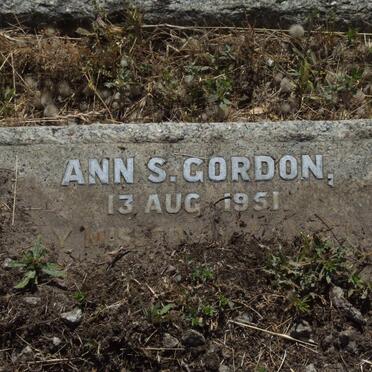 ANN S. GORDON,
13 AUG 1951